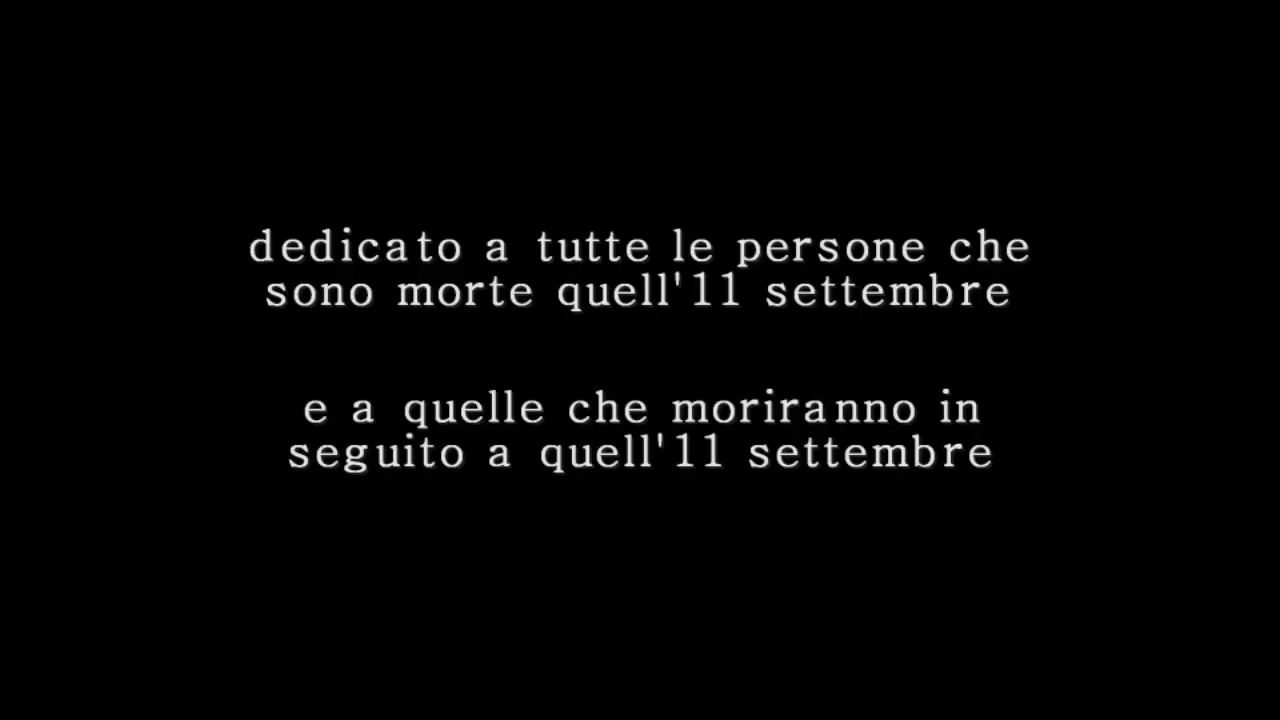 dedicato a tutte le persone che
sono morte quell'11 settembre
e a quelle che moriranno in
seguito a quell'11 settembre